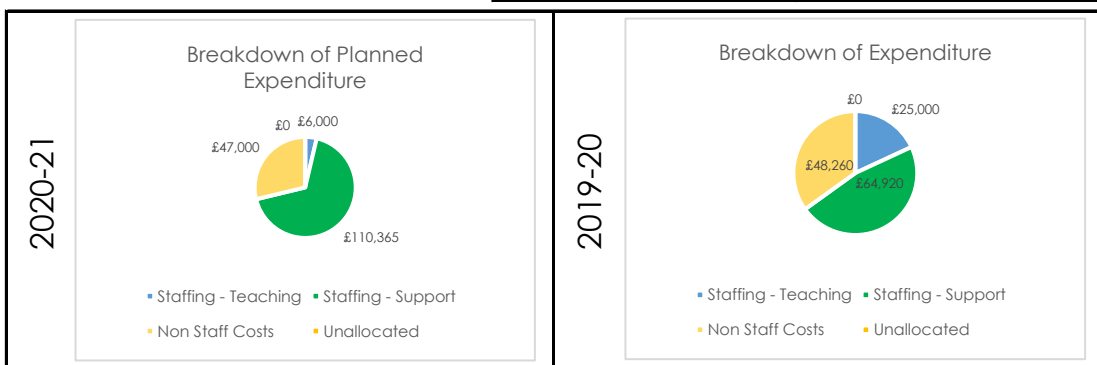 2020-21
Breakdown of Planned
Expenditure
£0
£6,000
£47,000
£110,365
Staffing - Teaching
Staffing - Support
Non Staff Costs
Unallocated
2019-20
Breakdown of Expenditure
£0
£25,000
£48,260
£64,920
Staffing - Teaching
Staffing - Support
Non Staff Costs
Unallocated